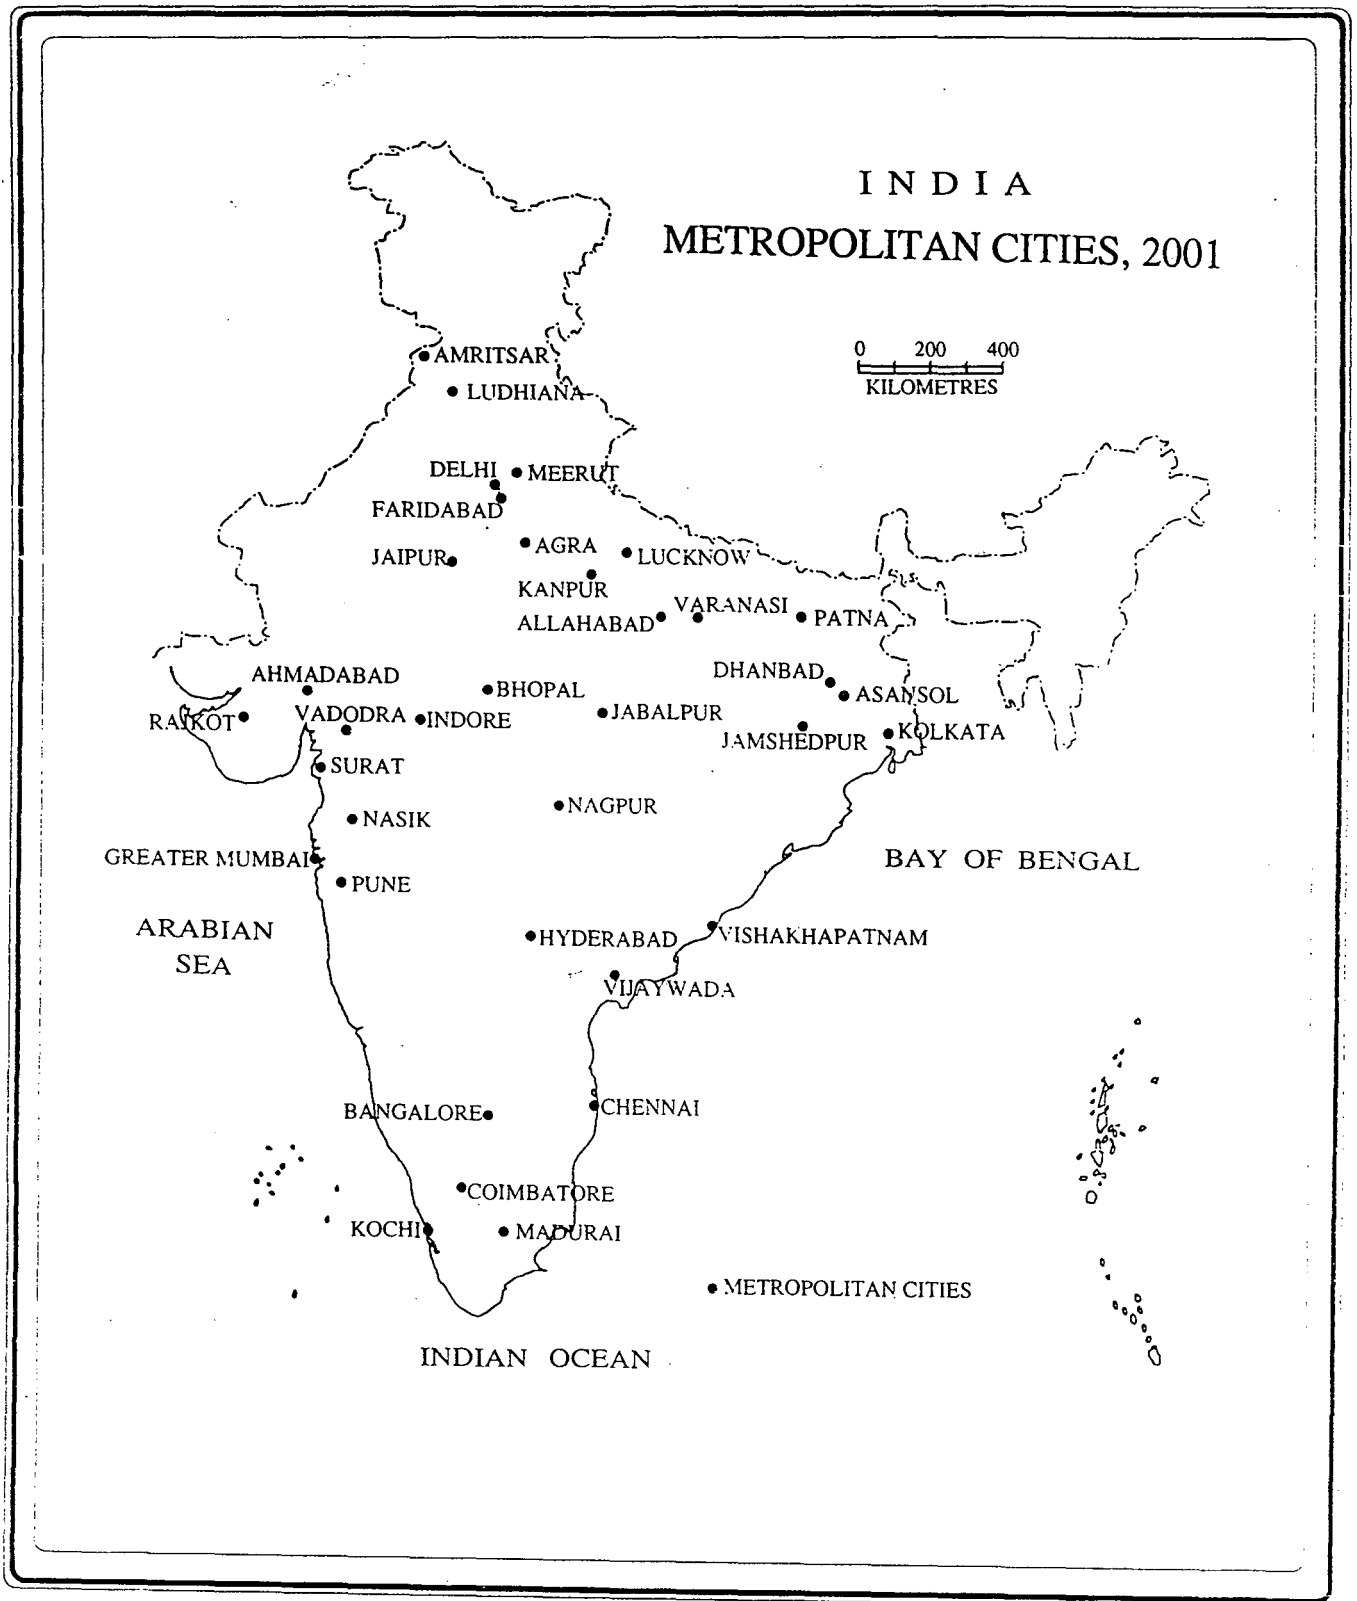 INDIA
METROPOLITAN CITIES, 2001
0 200 400
KILOMETRES
AMRITSAR
LUDHIANA
DELHI
MEERUT
FARIDABAD
JAIPUR
AGRA
LUCKNOW
KANPUR
VARANASI
ALLAHABAD
PATNA
AHMADABAD
DHANBAD
BHOPAL
ASANSOL
RAJKOT
VADODRA
INDORE
JABALPUR
JAMSHEDPUR
KOLKATA
SURAT
NASIK
NAGPUR
GREATER MUMBAI
PUNE
BAY OF BENGAL
ARABIAN
SEA
HYDERABAD
VISHAKHAPATNAM
VIJAYWADA
BANGALORE
CHENNAI
COIMBATORE
KOCHI
MADURAI
METROPOLITAN CITIES
INDIAN OCEAN